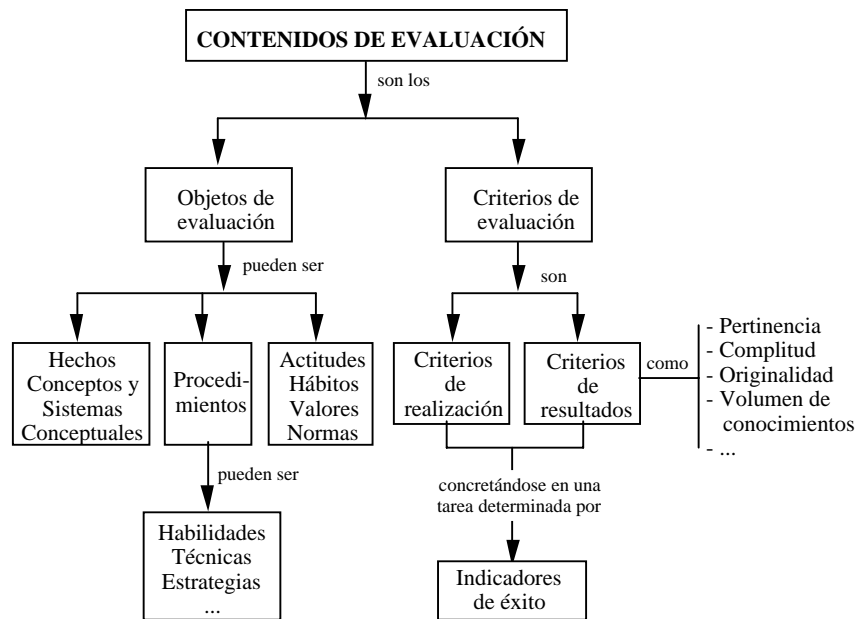 CONTENIDOS DE EVALUACIÓN
son los
Objetos de
evaluación
Criterios de
evaluación
pueden ser
son
Hechos
Conceptos y
Sistemas
Conceptuales
Procedi-
mientos
Actitudes
Hábitos
Valores
Normas
Criterios
de
realización
Criterios
de
resultados
como
- Pertinencia
- Complitud
- Originalidad
- Volumen de
conocimientos
- ...
pueden ser
concretándose en una
tarea determinada por
Habilidades
Técnicas
Estrategias
...
Indicadores
de éxito